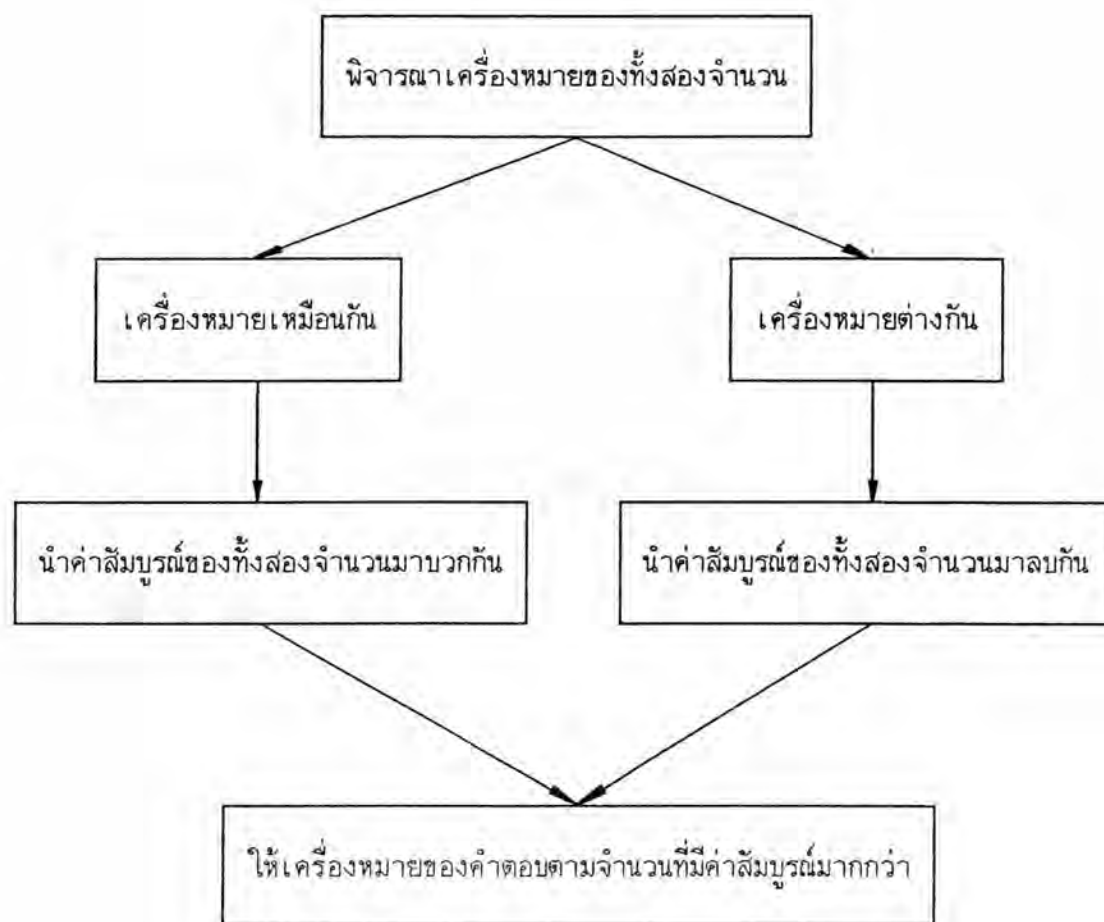 พิจารณาเครื่องหมายของทั้งสองจำนวน
เครื่องหมายเหมือนกัน
เครื่องหมายต่างกัน
นำค่าสัมบูรณ์ของทั้งสองจำนวนมาบวกกัน
นำค่าสัมบูรณ์ของทั้งสองจำนวนมาลบกัน
ให้เครื่องหมายของคำตอบตามจำนวนที่มีค่าสัมบูรณ์มากกว่า